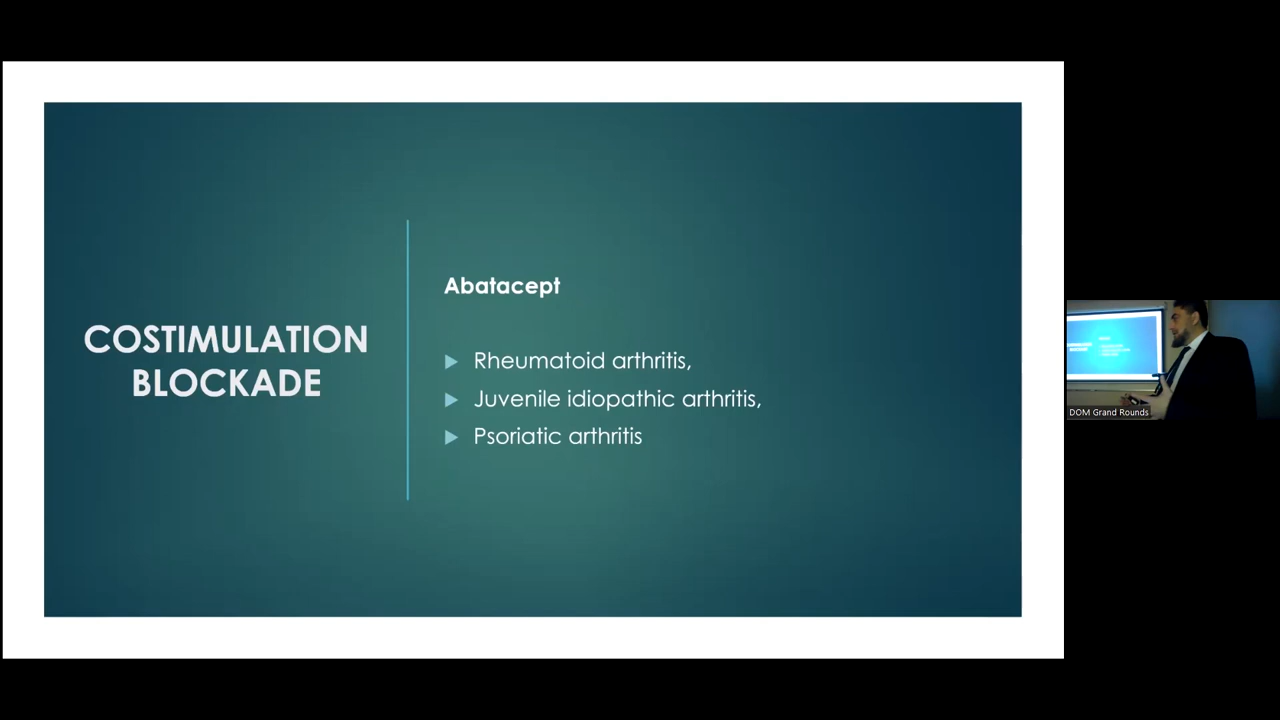 COSTIMULATION
BLOCKADE
Abatacept
Rheumatoid arthritis,
Juvenile idiopathic arthritis,
Psoriatic arthritis
DOM Grand Rounds